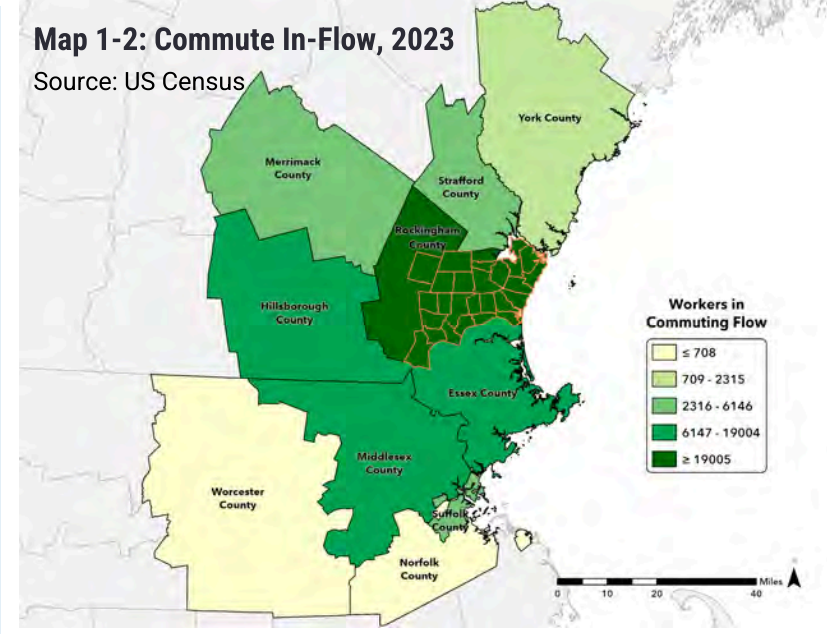 Map 1-2: Commute In-Flow, 2023
Source: US Census
York County
Merrimack
County
Strafford
County
Rockingham
County
Hillsborough
County
Workers in
Commuting Flow
≤ 708
709 - 2315
2316 - 6146
6147 - 19004
≥ 19005
Essex County
Middlesex
County
Worcester
County
Suffolk
County
Norfolk
County
Miles
0 10 20 40